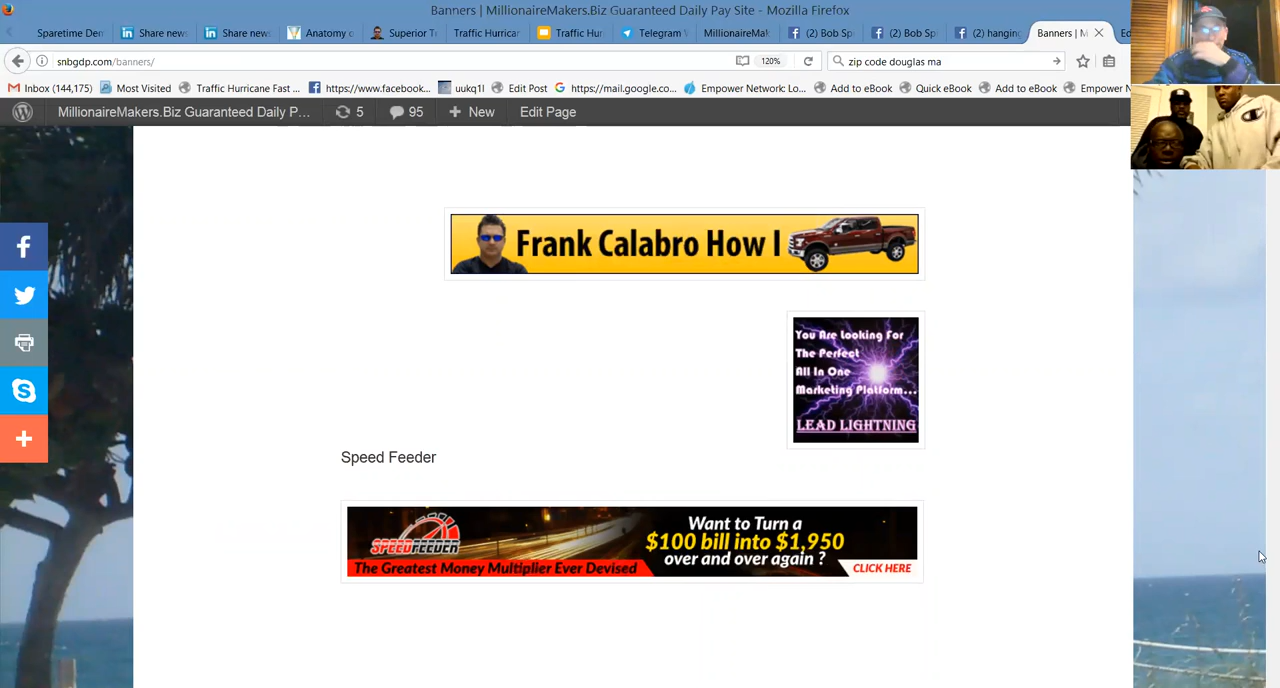 Banners | MillionaireMakers.Biz Guaranteed Daily Pay Site - Mozilla Firefox
Sparetime Den
Share news
Share news
Anatomy o
Superior Te
Traffic Hurrica
Traffic Hur
Telegram
MillionaireMak
(2) Bob Sp
(2) Bob Sp
(2) hanging
Banners | M
Ed
snbgdp.com/banners/
120%
zip code douglas ma
Inbox (144,175)
Most Visited
Traffic Hurricane Fast ...
https://www.facebook...
uukq1l
Edit Post
https://mail.google.co...
Empower Network: Lo...
Add to eBook
Quick eBook
Add to eBook
Empower N
MillionaireMakers.Biz Guaranteed Daily P...
5
95
New
Edit Page
Frank Calabro How I
You Are Looking For
The Perfect
All In One
Marketing Platform...
LEAD LIGHTNING
Speed Feeder
SPEEDFEEDER
The Greatest Money Multiplier Ever Devised
Want to Turn a
$100 bill into $1,950
over and over again ?
CLICK HERE